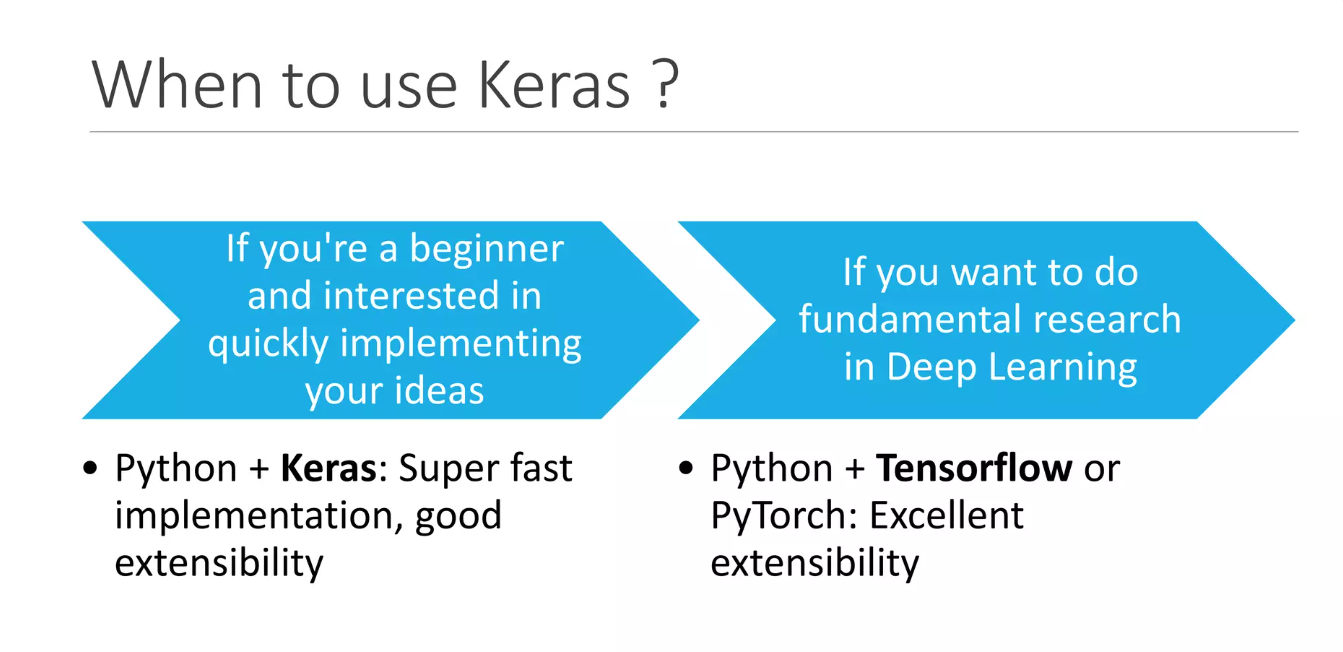 When to use Keras ?
If you're a beginner
and interested in
quickly implementing
your ideas
• Python + Keras: Super fast
implementation, good
extensibility
If you want to do
fundamental research
in Deep Learning
• Python + Tensorflow or
PyTorch: Excellent
extensibility